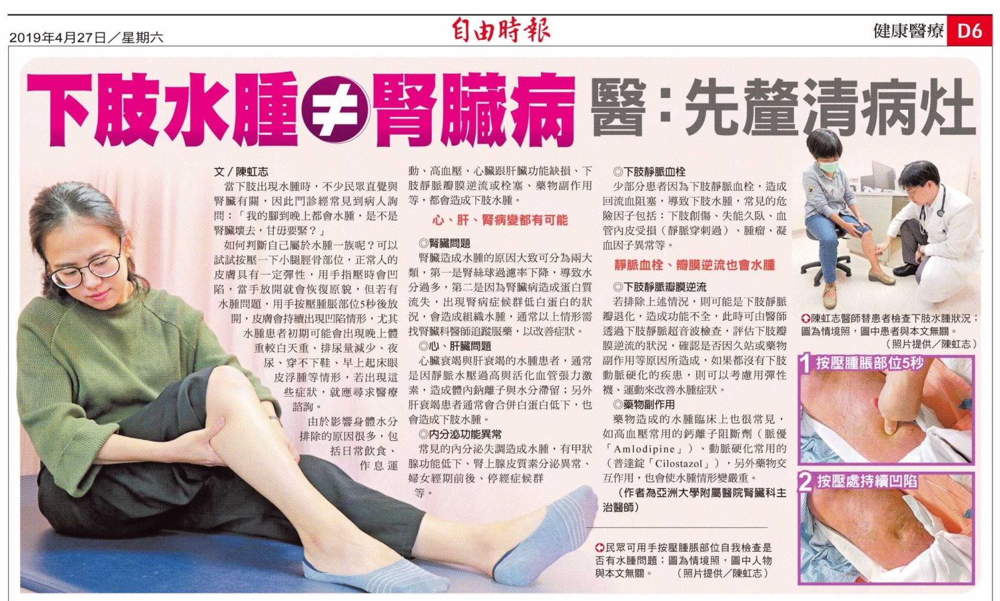 2019年4月27日／星期六
自由時報
健康醫療 D6
下肢水腫≠腎臟病 醫：先釐清病灶
文／陳虹志
當下肢出現水腫時，不少民眾直覺與
腎臟有關，因此門診經常見到病人詢
問：「我的腳到晚上都會水腫，是不是
腎臟壞去，甘毋要緊？」
如何判斷自己屬於水腫一族呢？可以
試試按壓一下小腿脛骨部位，正常人的
皮膚具有一定彈性，用手指壓時會凹
陷，當手放開就會恢復原貌，但若有
水腫問題，用手按壓腫脹部位5秒後放
開，皮膚會持續出現凹陷情形，尤其
水腫患者初期可能會出現晚上體
重較白天重、排尿量減少、夜
尿、穿不下鞋、早上起床眼
皮浮腫等情形，若出現這
些症狀，就應尋求醫療
諮詢。
由於影響身體水分
排除的原因很多，包
括日常飲食、
作息運
動、高血壓、心臟跟肝臟功能缺損、下
肢靜脈瓣膜逆流或栓塞、藥物副作用
等，都會造成下肢水腫。
心、肝、腎病變都有可能
◎腎臟問題
腎臟造成水腫的原因大致可分為兩大
類，第一是腎絲球過濾率下降，導致水
分過多，第二是因為腎臟病造成蛋白質
流失，出現腎病症候群低白蛋白的狀
況，會造成組織水腫，通常以上情形需
找腎臟科醫師追蹤服藥，以改善症狀。
◎心、肝臟問題
心臟衰竭與肝衰竭的水腫患者，通常
是因靜脈水壓過高與活化血管張力激
素，造成體內鈉離子與水分滯留；另外
肝衰竭患者通常會合併白蛋白低下，也
會造成下肢水腫。
◎內分泌功能異常
常見的內分泌失調造成水腫，有甲狀
腺功能低下、腎上腺皮質素分泌異常、
婦女經期前後、停經症候群
等。
◎下肢靜脈血栓
少部分患者因為下肢靜脈血栓，造成
回流血阻塞，導致下肢水腫，常見的危
險因子包括：下肢創傷、失能久臥、血
管內皮受損（靜脈穿刺過）、腫瘤、凝
血因子異常等。
靜脈血栓、瓣膜逆流也會水腫
◎下肢靜脈瓣膜逆流
若排除上述情況，則可能是下肢靜脈
瓣退化，造成功能不全，此時可由醫師
透過下肢靜脈超音波檢查，評估下肢瓣
膜逆流的狀況，確認是否因久站或藥物
副作用等原因所造成，如果都沒有下肢
動脈硬化的疾患，則可以考慮用彈性
襪、運動來改善水腫症狀。
◎藥物副作用
藥物造成的水腫臨床上也很常見，
如高血壓常用的鈣離子阻斷劑（脈優
「Amlodipine」）、動脈硬化常用的
（普達錠「Cilostazol」），另外藥物交
互作用，也會使水腫情形變嚴重。
（作者為亞洲大學附屬醫院腎臟科主
治醫師）
民眾可用手按壓腫脹部位自我檢查是
否有水腫問題；圖為情境照，圖中人物
與本文無關。 （照片提供／陳虹志）
陳虹志醫師替患者檢查下肢水腫狀況；
圖為情境照，圖中患者與本文無關。
（照片提供／陳虹志）
1 按壓腫脹部位5秒
2 按壓處持續凹陷